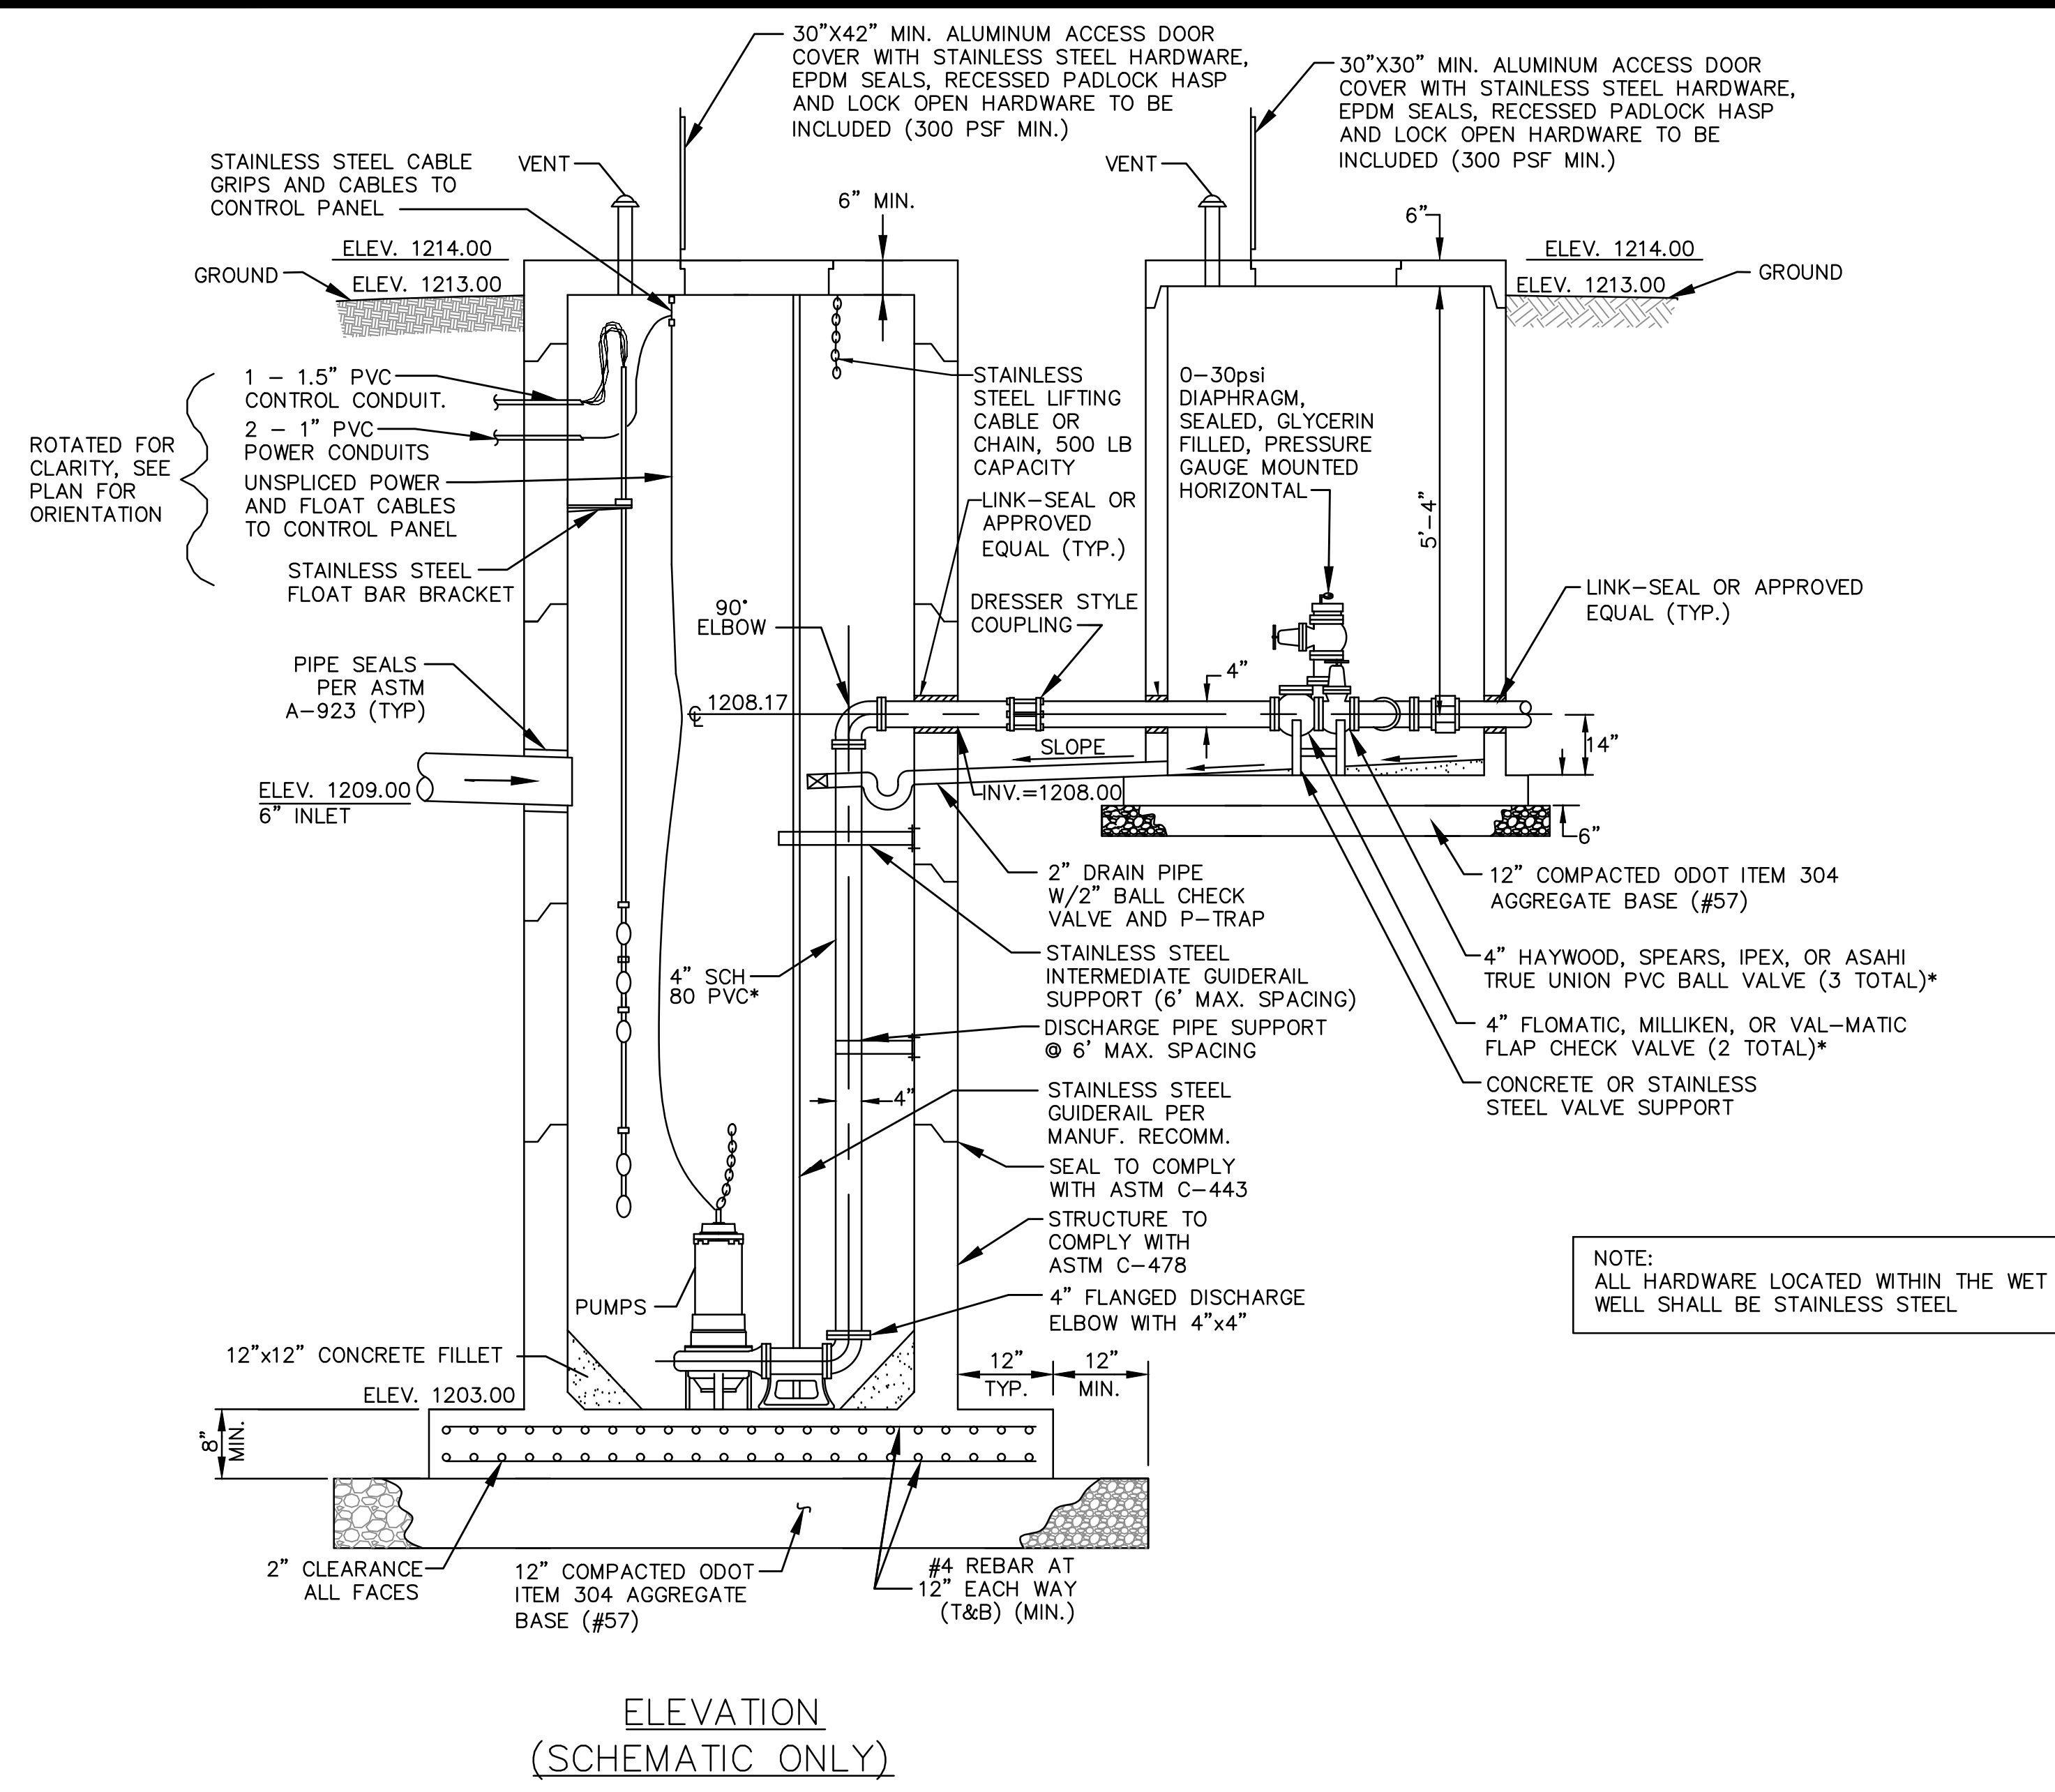 30"X42" MIN. ALUMINUM ACCESS DOOR
COVER WITH STAINLESS STEEL HARDWARE,
EPDM SEALS, RECESSED PADLOCK HASP
AND LOCK OPEN HARDWARE TO BE
INCLUDED (300 PSF MIN.)
30"X30" MIN. ALUMINUM ACCESS DOOR
COVER WITH STAINLESS STEEL HARDWARE,
EPDM SEALS, RECESSED PADLOCK HASP
AND LOCK OPEN HARDWARE TO BE
INCLUDED (300 PSF MIN.)
STAINLESS STEEL CABLE
GRIPS AND CABLES TO
CONTROL PANEL
VENT
6" MIN.
VENT
6"
ELEV. 1214.00
GROUND
ELEV. 1213.00
ELEV. 1214.00
GROUND
ELEV. 1213.00
ROTATED FOR
CLARITY, SEE
PLAN FOR
ORIENTATION
1 – 1.5" PVC
CONTROL CONDUIT.
2 – 1" PVC
POWER CONDUITS
UNSPLICED POWER
AND FLOAT CABLES
TO CONTROL PANEL
STAINLESS STEEL
FLOAT BAR BRACKET
STAINLESS
STEEL LIFTING
CABLE OR
CHAIN, 500 LB
CAPACITY
LINK–SEAL OR
APPROVED
EQUAL (TYP.)
0–30psi
DIAPHRAGM,
SEALED, GLYCERIN
FILLED, PRESSURE
GAUGE MOUNTED
HORIZONTAL
5'–4"
LINK–SEAL OR APPROVED
EQUAL (TYP.)
90°
ELBOW
DRESSER STYLE
COUPLING
PIPE SEALS
PER ASTM
A–923 (TYP)
℄ 1208.17
4"
SLOPE
14"
ELEV. 1209.00
6" INLET
INV.=1208.00
6"
2" DRAIN PIPE
W/2" BALL CHECK
VALVE AND P–TRAP
12" COMPACTED ODOT ITEM 304
AGGREGATE BASE (#57)
STAINLESS STEEL
INTERMEDIATE GUIDERAIL
SUPPORT (6' MAX. SPACING)
4" HAYWOOD, SPEARS, IPEX, OR ASAHI
TRUE UNION PVC BALL VALVE (3 TOTAL)*
4" SCH
80 PVC*
DISCHARGE PIPE SUPPORT
@ 6' MAX. SPACING
4" FLOMATIC, MILLIKEN, OR VAL–MATIC
FLAP CHECK VALVE (2 TOTAL)*
4"
STAINLESS STEEL
GUIDERAIL PER
MANUF. RECOMM.
CONCRETE OR STAINLESS
STEEL VALVE SUPPORT
SEAL TO COMPLY
WITH ASTM C–443
STRUCTURE TO
COMPLY WITH
ASTM C–478
NOTE:
ALL HARDWARE LOCATED WITHIN THE WET
WELL SHALL BE STAINLESS STEEL
PUMPS
4" FLANGED DISCHARGE
ELBOW WITH 4"x4"
12"x12" CONCRETE FILLET
ELEV. 1203.00
12"
TYP.
12"
MIN.
8"
MIN.
2" CLEARANCE
ALL FACES
12" COMPACTED ODOT
ITEM 304 AGGREGATE
BASE (#57)
#4 REBAR AT
12" EACH WAY
(T&B) (MIN.)
ELEVATION
(SCHEMATIC ONLY)